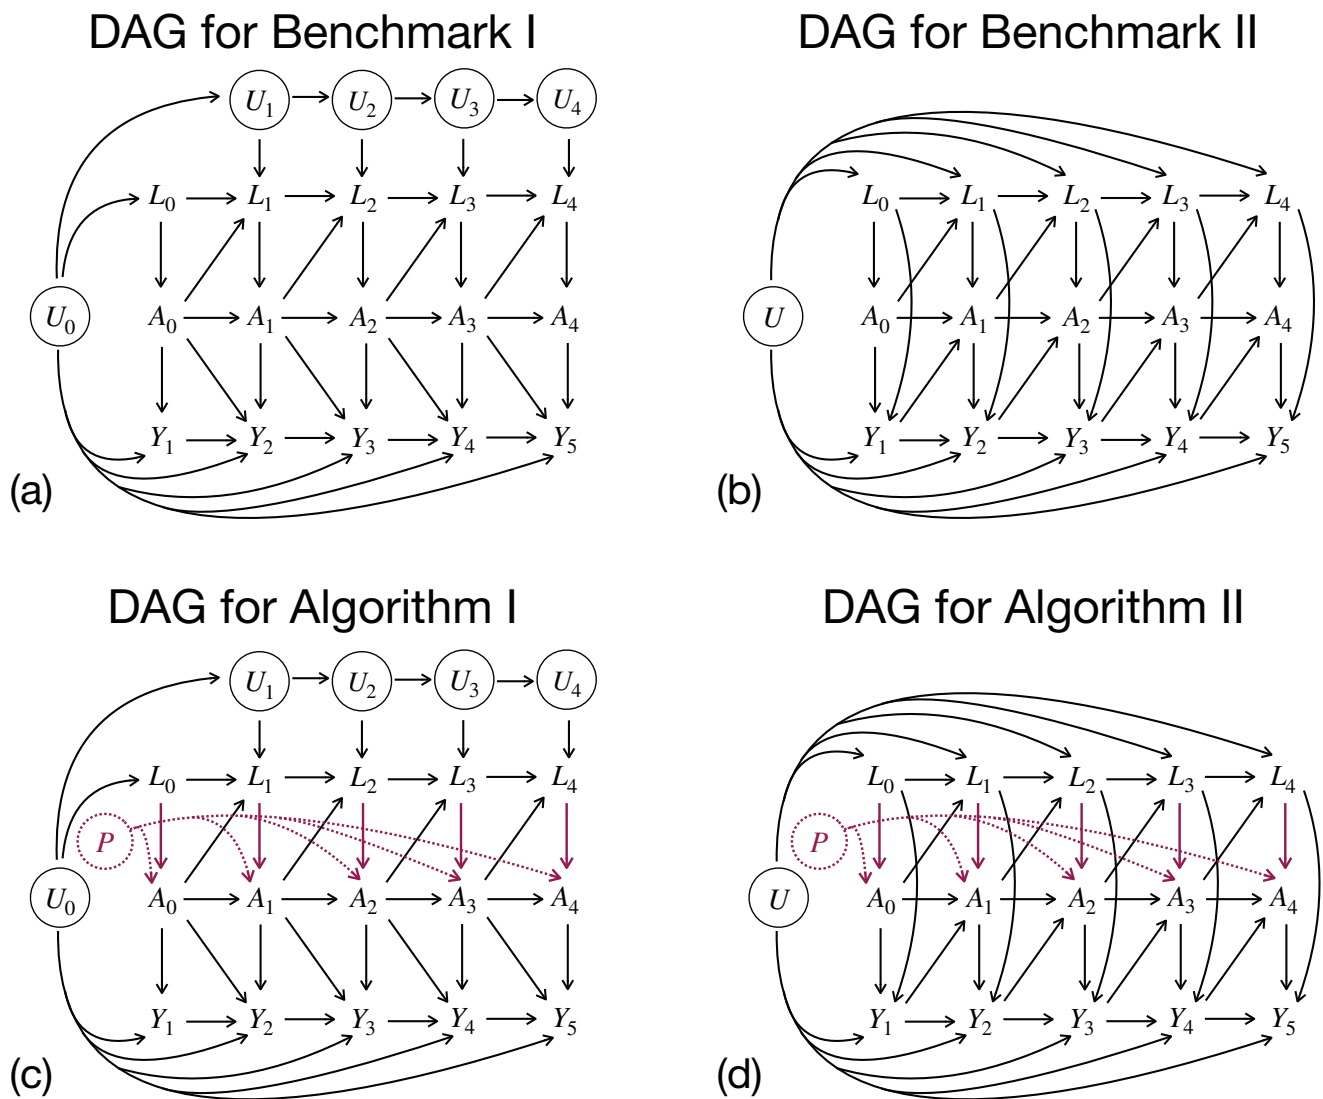 DAG for Benchmark I
U1 U2 U3 U4
L0 L1 L2 L3 L4
U0 A0 A1 A2 A3 A4
Y1 Y2 Y3 Y4 Y5
(a)
DAG for Benchmark II
L0 L1 L2 L3 L4
U A0 A1 A2 A3 A4
Y1 Y2 Y3 Y4 Y5
(b)
DAG for Algorithm I
U1 U2 U3 U4
L0 L1 L2 L3 L4
P
U0 A0 A1 A2 A3 A4
Y1 Y2 Y3 Y4 Y5
(c)
DAG for Algorithm II
L0 L1 L2 L3 L4
P
U A0 A1 A2 A3 A4
Y1 Y2 Y3 Y4 Y5
(d)